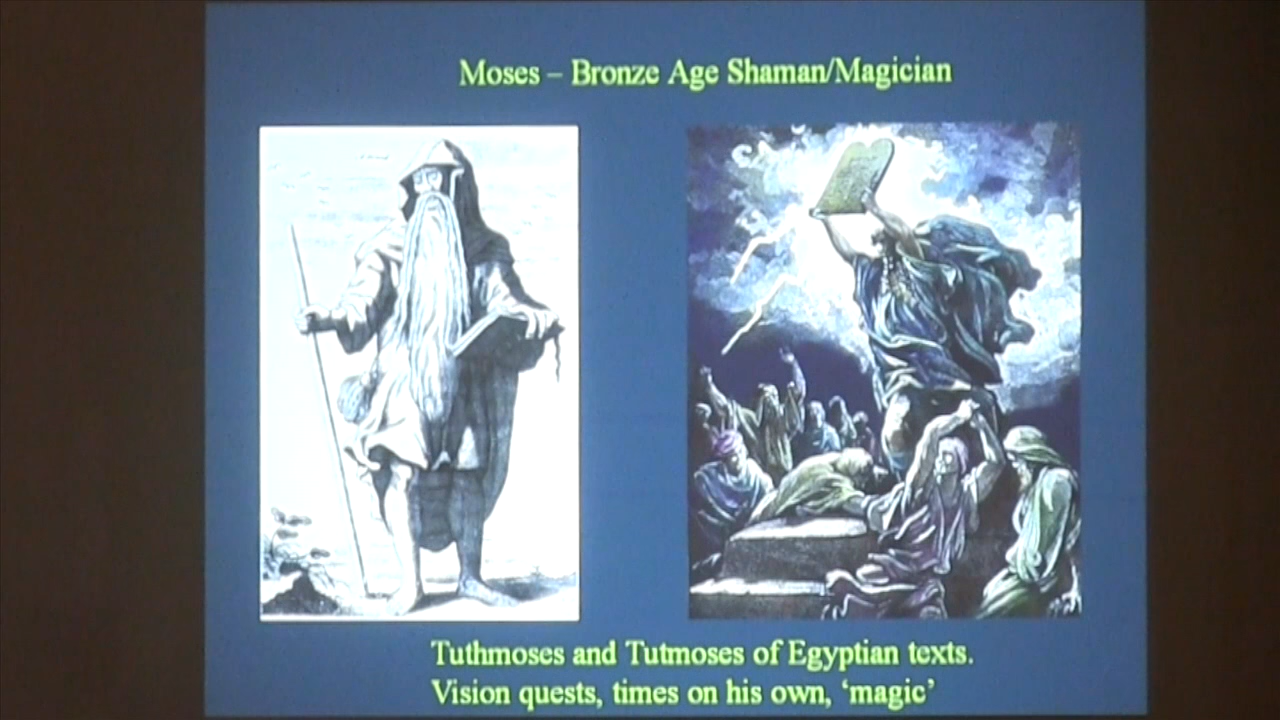 Moses – Bronze Age Shaman/Magician
Tuthmoses and Tutmoses of Egyptian texts.
Vision quests, times on his own, ‘magic’